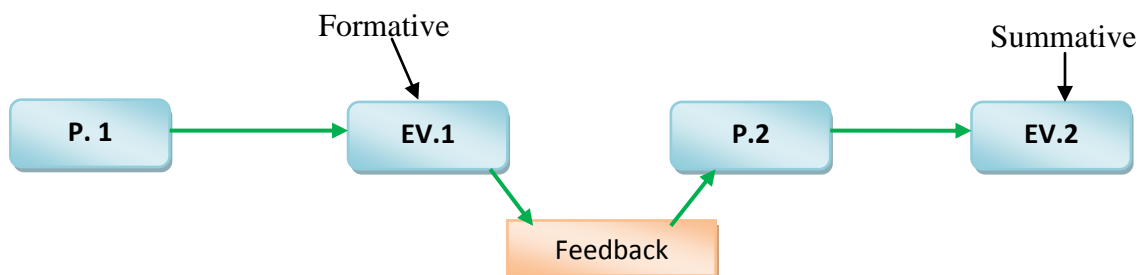 Formative
Summative
P. 1
EV.1
P.2
EV.2
Feedback